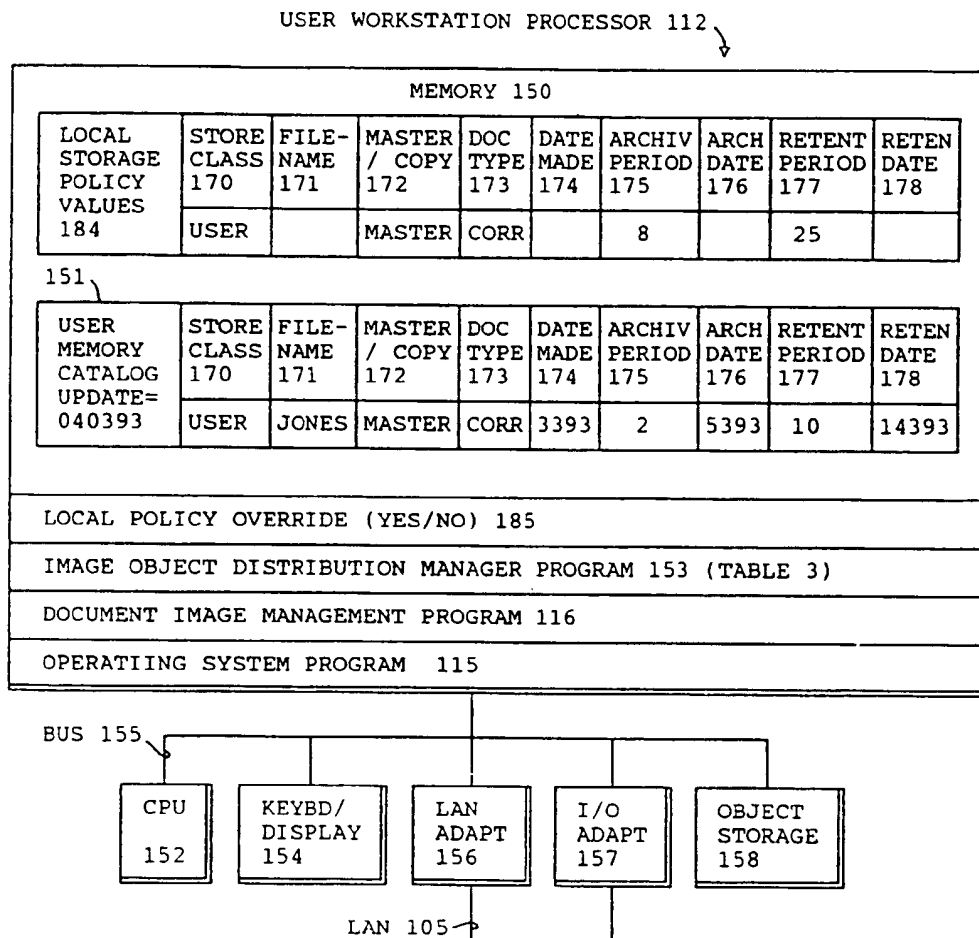 USER WORKSTATION PROCESSOR 112
MEMORY 150
LOCAL STORAGE POLICY VALUES 184
STORE CLASS 170
FILE-NAME 171
MASTER / COPY 172
DOC TYPE 173
DATE MADE 174
ARCHIV PERIOD 175
ARCH DATE 176
RETENT PERIOD 177
RETEN DATE 178
USER MASTER CORR 8 25
151
USER MEMORY CATALOG UPDATE= 040393
STORE CLASS 170
FILE-NAME 171
MASTER / COPY 172
DOC TYPE 173
DATE MADE 174
ARCHIV PERIOD 175
ARCH DATE 176
RETENT PERIOD 177
RETEN DATE 178
USER JONES MASTER CORR 3393 2 5393 10 14393
LOCAL POLICY OVERRIDE (YES/NO) 185
IMAGE OBJECT DISTRIBUTION MANAGER PROGRAM 153 (TABLE 3)
DOCUMENT IMAGE MANAGEMENT PROGRAM 116
OPERATIING SYSTEM PROGRAM 115
BUS 155
CPU 152
KEYBD/ DISPLAY 154
LAN ADAPT 156
I/O ADAPT 157
OBJECT STORAGE 158
LAN 105